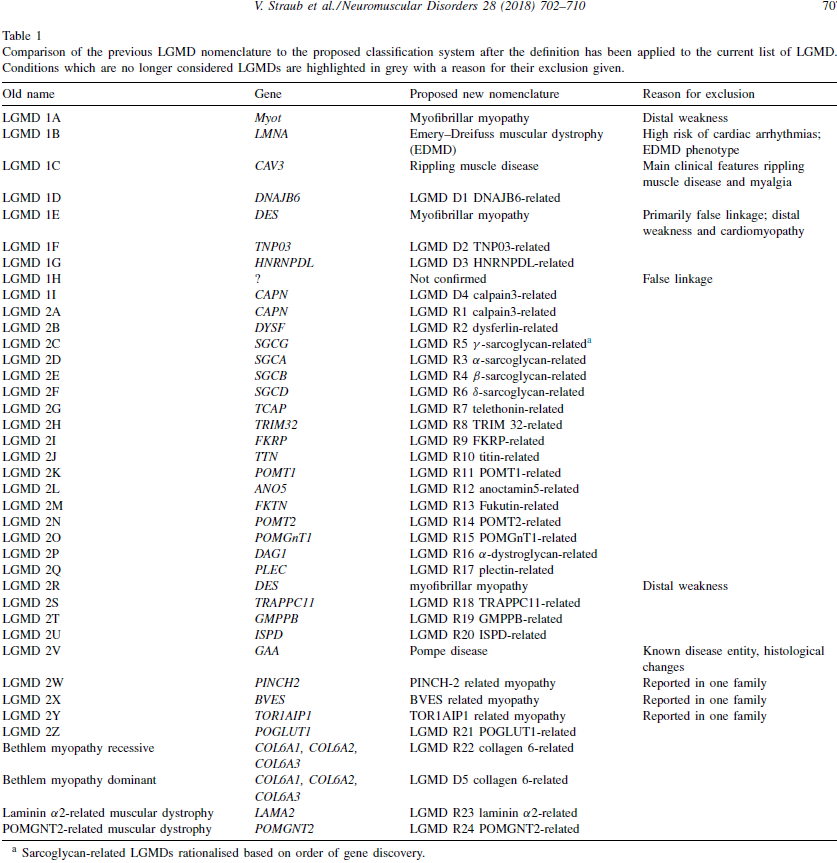 V. Straub et al. / Neuromuscular Disorders 28 (2018) 702–710 707
Table 1
Comparison of the previous LGMD nomenclature to the proposed classification system after the definition has been applied to the current list of LGMD.
Conditions which are no longer considered LGMDs are highlighted in grey with a reason for their exclusion given.
Old name Gene Proposed new nomenclature Reason for exclusion
LGMD 1A Myot Myofibrillar myopathy Distal weakness
LGMD 1B LMNA Emery–Dreifuss muscular dystrophy High risk of cardiac arrhythmias;
(EDMD) EDMD phenotype
LGMD 1C CAV3 Rippling muscle disease Main clinical features rippling
muscle disease and myalgia
LGMD 1D DNAJB6 LGMD D1 DNAJB6-related
LGMD 1E DES Myofibrillar myopathy Primarily false linkage; distal
weakness and cardiomyopathy
LGMD 1F TNP03 LGMD D2 TNP03-related
LGMD 1G HNRNPDL LGMD D3 HNRNPDL-related
LGMD 1H ? Not confirmed False linkage
LGMD 1I CAPN LGMD D4 calpain3-related
LGMD 2A CAPN LGMD R1 calpain3-related
LGMD 2B DYSF LGMD R2 dysferlin-related
LGMD 2C SGCG LGMD R5 γ-sarcoglycan-relatedᵃ
LGMD 2D SGCA LGMD R3 α-sarcoglycan-related
LGMD 2E SGCB LGMD R4 β-sarcoglycan-related
LGMD 2F SGCD LGMD R6 δ-sarcoglycan-related
LGMD 2G TCAP LGMD R7 telethonin-related
LGMD 2H TRIM32 LGMD R8 TRIM 32-related
LGMD 2I FKRP LGMD R9 FKRP-related
LGMD 2J TTN LGMD R10 titin-related
LGMD 2K POMT1 LGMD R11 POMT1-related
LGMD 2L ANO5 LGMD R12 anoctamin5-related
LGMD 2M FKTN LGMD R13 Fukutin-related
LGMD 2N POMT2 LGMD R14 POMT2-related
LGMD 2O POMGnT1 LGMD R15 POMGnT1-related
LGMD 2P DAG1 LGMD R16 α-dystroglycan-related
LGMD 2Q PLEC LGMD R17 plectin-related
LGMD 2R DES myofibrillar myopathy Distal weakness
LGMD 2S TRAPPC11 LGMD R18 TRAPPC11-related
LGMD 2T GMPPB LGMD R19 GMPPB-related
LGMD 2U ISPD LGMD R20 ISPD-related
LGMD 2V GAA Pompe disease Known disease entity, histological
changes
LGMD 2W PINCH2 PINCH-2 related myopathy Reported in one family
LGMD 2X BVES BVES related myopathy Reported in one family
LGMD 2Y TOR1AIP1 TOR1AIP1 related myopathy Reported in one family
LGMD 2Z POGLUT1 LGMD R21 POGLUT1-related
Bethlem myopathy recessive COL6A1, COL6A2, LGMD R22 collagen 6-related
COL6A3
Bethlem myopathy dominant COL6A1, COL6A2, LGMD D5 collagen 6-related
COL6A3
Laminin α2-related muscular dystrophy LAMA2 LGMD R23 laminin α2-related
POMGNT2-related muscular dystrophy POMGNT2 LGMD R24 POMGNT2-related
ᵃ Sarcoglycan-related LGMDs rationalised based on order of gene discovery.